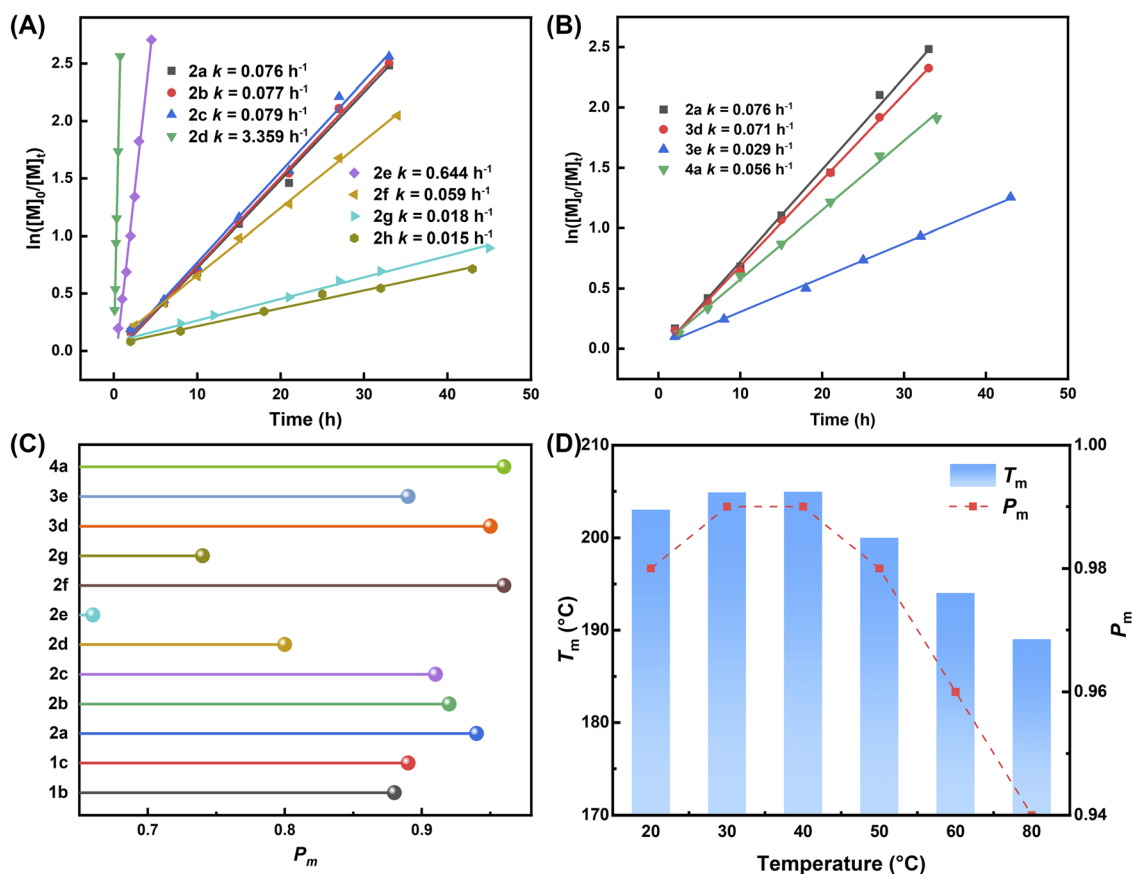 (A)
2a k = 0.076 h⁻¹
2b k = 0.077 h⁻¹
2c k = 0.079 h⁻¹
2d k = 3.359 h⁻¹
2e k = 0.644 h⁻¹
2f k = 0.059 h⁻¹
2g k = 0.018 h⁻¹
2h k = 0.015 h⁻¹
ln([M]₀/[M]ₜ)
2.5
2.0
1.5
1.0
0.5
0.0
0 10 20 30 40 50
Time (h)
(B)
2a k = 0.076 h⁻¹
3d k = 0.071 h⁻¹
3e k = 0.029 h⁻¹
4a k = 0.056 h⁻¹
ln([M]₀/[M]ₜ)
2.5
2.0
1.5
1.0
0.5
0.0
0 10 20 30 40 50
Time (h)
(C)
4a
3e
3d
2g
2f
2e
2d
2c
2b
2a
1c
1b
0.7 0.8 0.9
Pm
(D)
Tm
Pm
210
200
190
180
170
Tm (°C)
1.00
0.98
0.96
0.94
Pm
20 30 40 50 60 80
Temperature (°C)